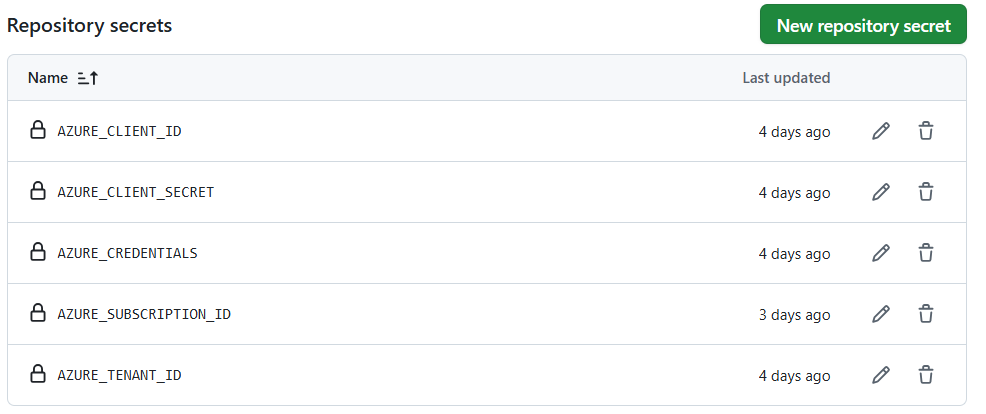 Repository secrets
New repository secret
Name
Last updated
AZURE_CLIENT_ID
4 days ago
AZURE_CLIENT_SECRET
4 days ago
AZURE_CREDENTIALS
4 days ago
AZURE_SUBSCRIPTION_ID
3 days ago
AZURE_TENANT_ID
4 days ago